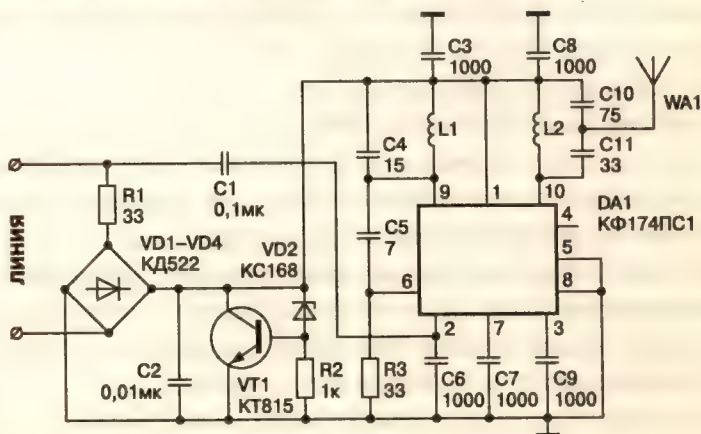 C3
1000
C8
1000
C10
75
WA1
C4
15
L1
L2
C11
33
C1
0,1мк
R1
33
ЛИНИЯ
VD1–VD4
КД522
VD2
КС168
C5
7
9
1
10
DA1
КФ174ПС1
4
5
8
6
2
7
3
C2
0,01мк
VT1
КТ815
R2
1к
R3
33
C6
1000
C7
1000
C9
1000